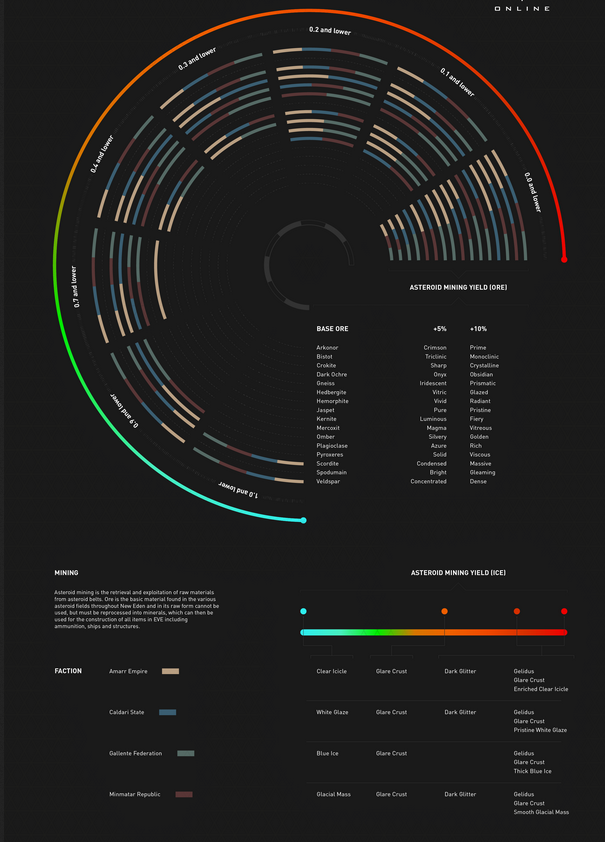 ONLINE
0.2 and lower
0.3 and lower
0.1 and lower
0.4 and lower
0.0 and lower
0.7 and lower
0.9 and lower
1.0 and lower
ASTEROID MINING YIELD (ORE)
BASE ORE +5% +10%
Arkonor Crimson Prime
Bistot Triclinic Monoclinic
Crokite Sharp Crystalline
Dark Ochre Onyx Obsidian
Gneiss Iridescent Prismatic
Hedbergite Vitric Glazed
Hemorphite Vivid Radiant
Jaspet Pure Pristine
Kernite Luminous Fiery
Mercoxit Magma Vitreous
Omber Silvery Golden
Plagioclase Azure Rich
Pyroxeres Solid Viscous
Scordite Condensed Massive
Spodumain Bright Gleaming
Veldspar Concentrated Dense
MINING
Asteroid mining is the retrieval and exploitation of raw materials
from asteroid belts. Ore is the basic material found in the various
asteroid fields throughout New Eden and in its raw form cannot be
used, but must be reprocessed into minerals, which can then be
used for the construction of all items in EVE including
ammunition, ships and structures.
ASTEROID MINING YIELD (ICE)
FACTION Amarr Empire Clear Icicle Glare Crust Dark Glitter Gelidus
Glare Crust
Enriched Clear Icicle
Caldari State White Glaze Glare Crust Dark Glitter Gelidus
Glare Crust
Pristine White Glaze
Gallente Federation Blue Ice Glare Crust Gelidus
Glare Crust
Thick Blue Ice
Minmatar Republic Glacial Mass Glare Crust Dark Glitter Gelidus
Glare Crust
Smooth Glacial Mass